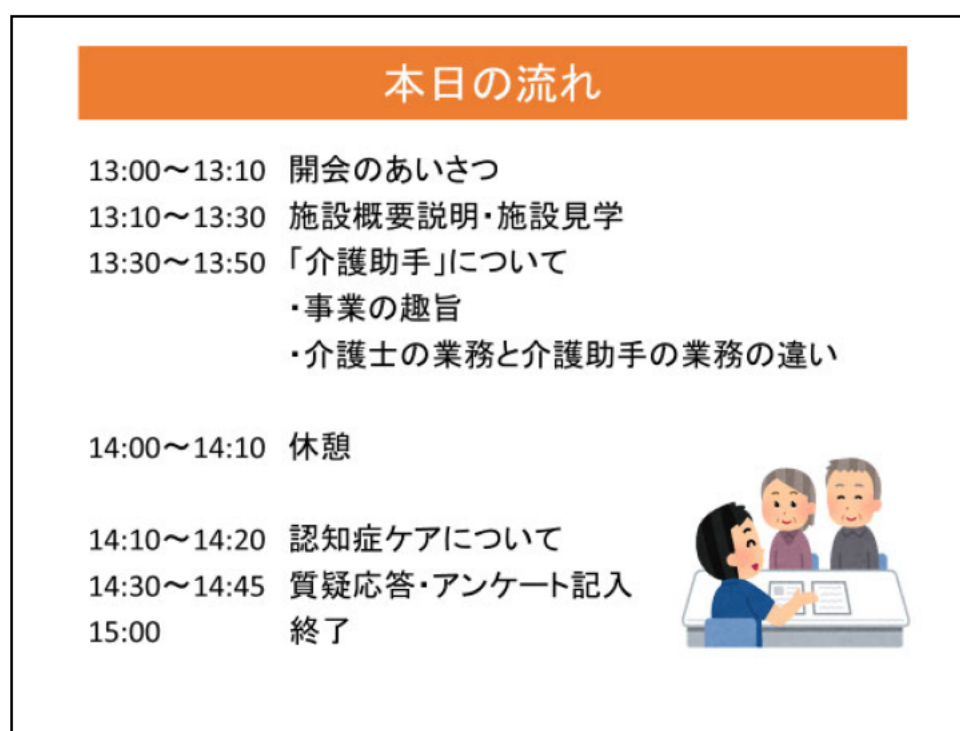 本日の流れ
13:00～13:10 開会のあいさつ
13:10～13:30 施設概要説明・施設見学
13:30～13:50 「介護助手」について
・事業の趣旨
・介護士の業務と介護助手の業務の違い
14:00～14:10 休憩
14:10～14:20 認知症ケアについて
14:30～14:45 質疑応答・アンケート記入
15:00 終了